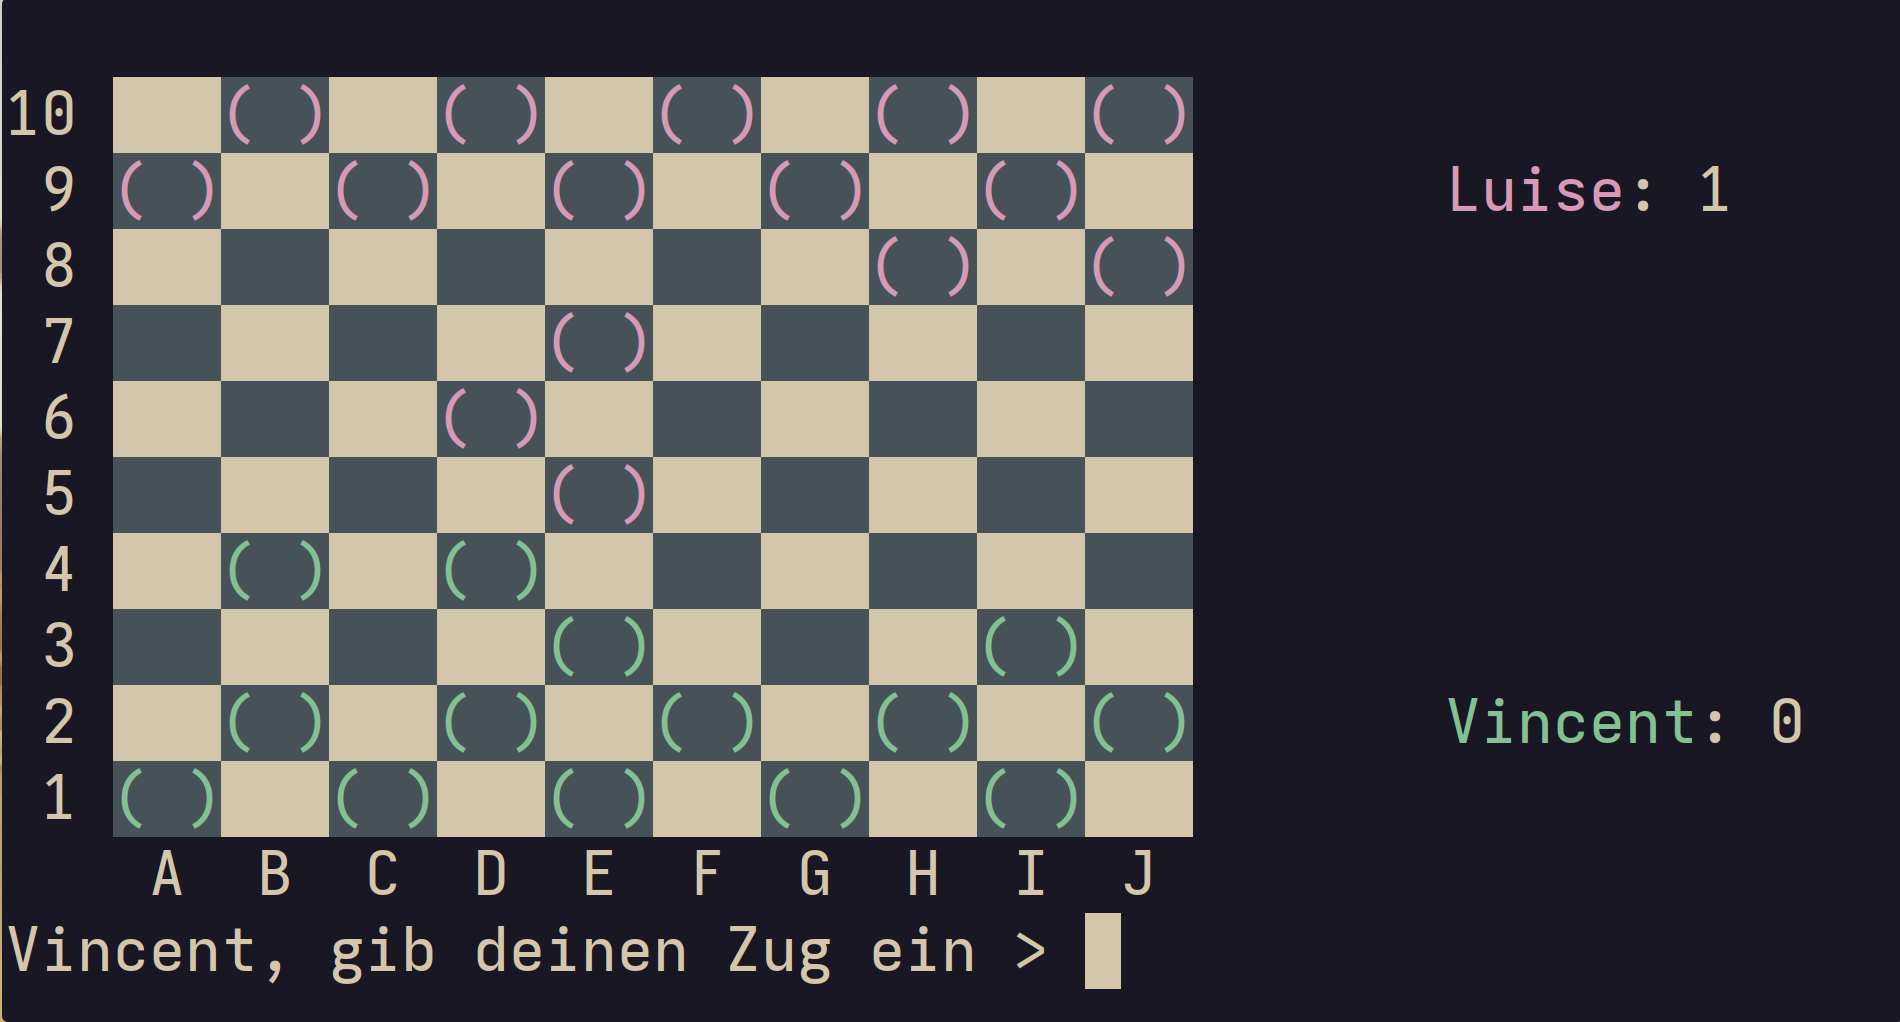 10 ( ) ( ) ( ) ( ) ( )
9 ( ) ( ) ( ) ( ) ( ) Luise: 1
8 ( ) ( )
7 ( )
6 ( )
5 ( )
4 ( ) ( )
3 ( ) ( )
2 ( ) ( ) ( ) ( ) ( ) Vincent: 0
1 ( ) ( ) ( ) ( ) ( )
A B C D E F G H I J
Vincent, gib deinen Zug ein >